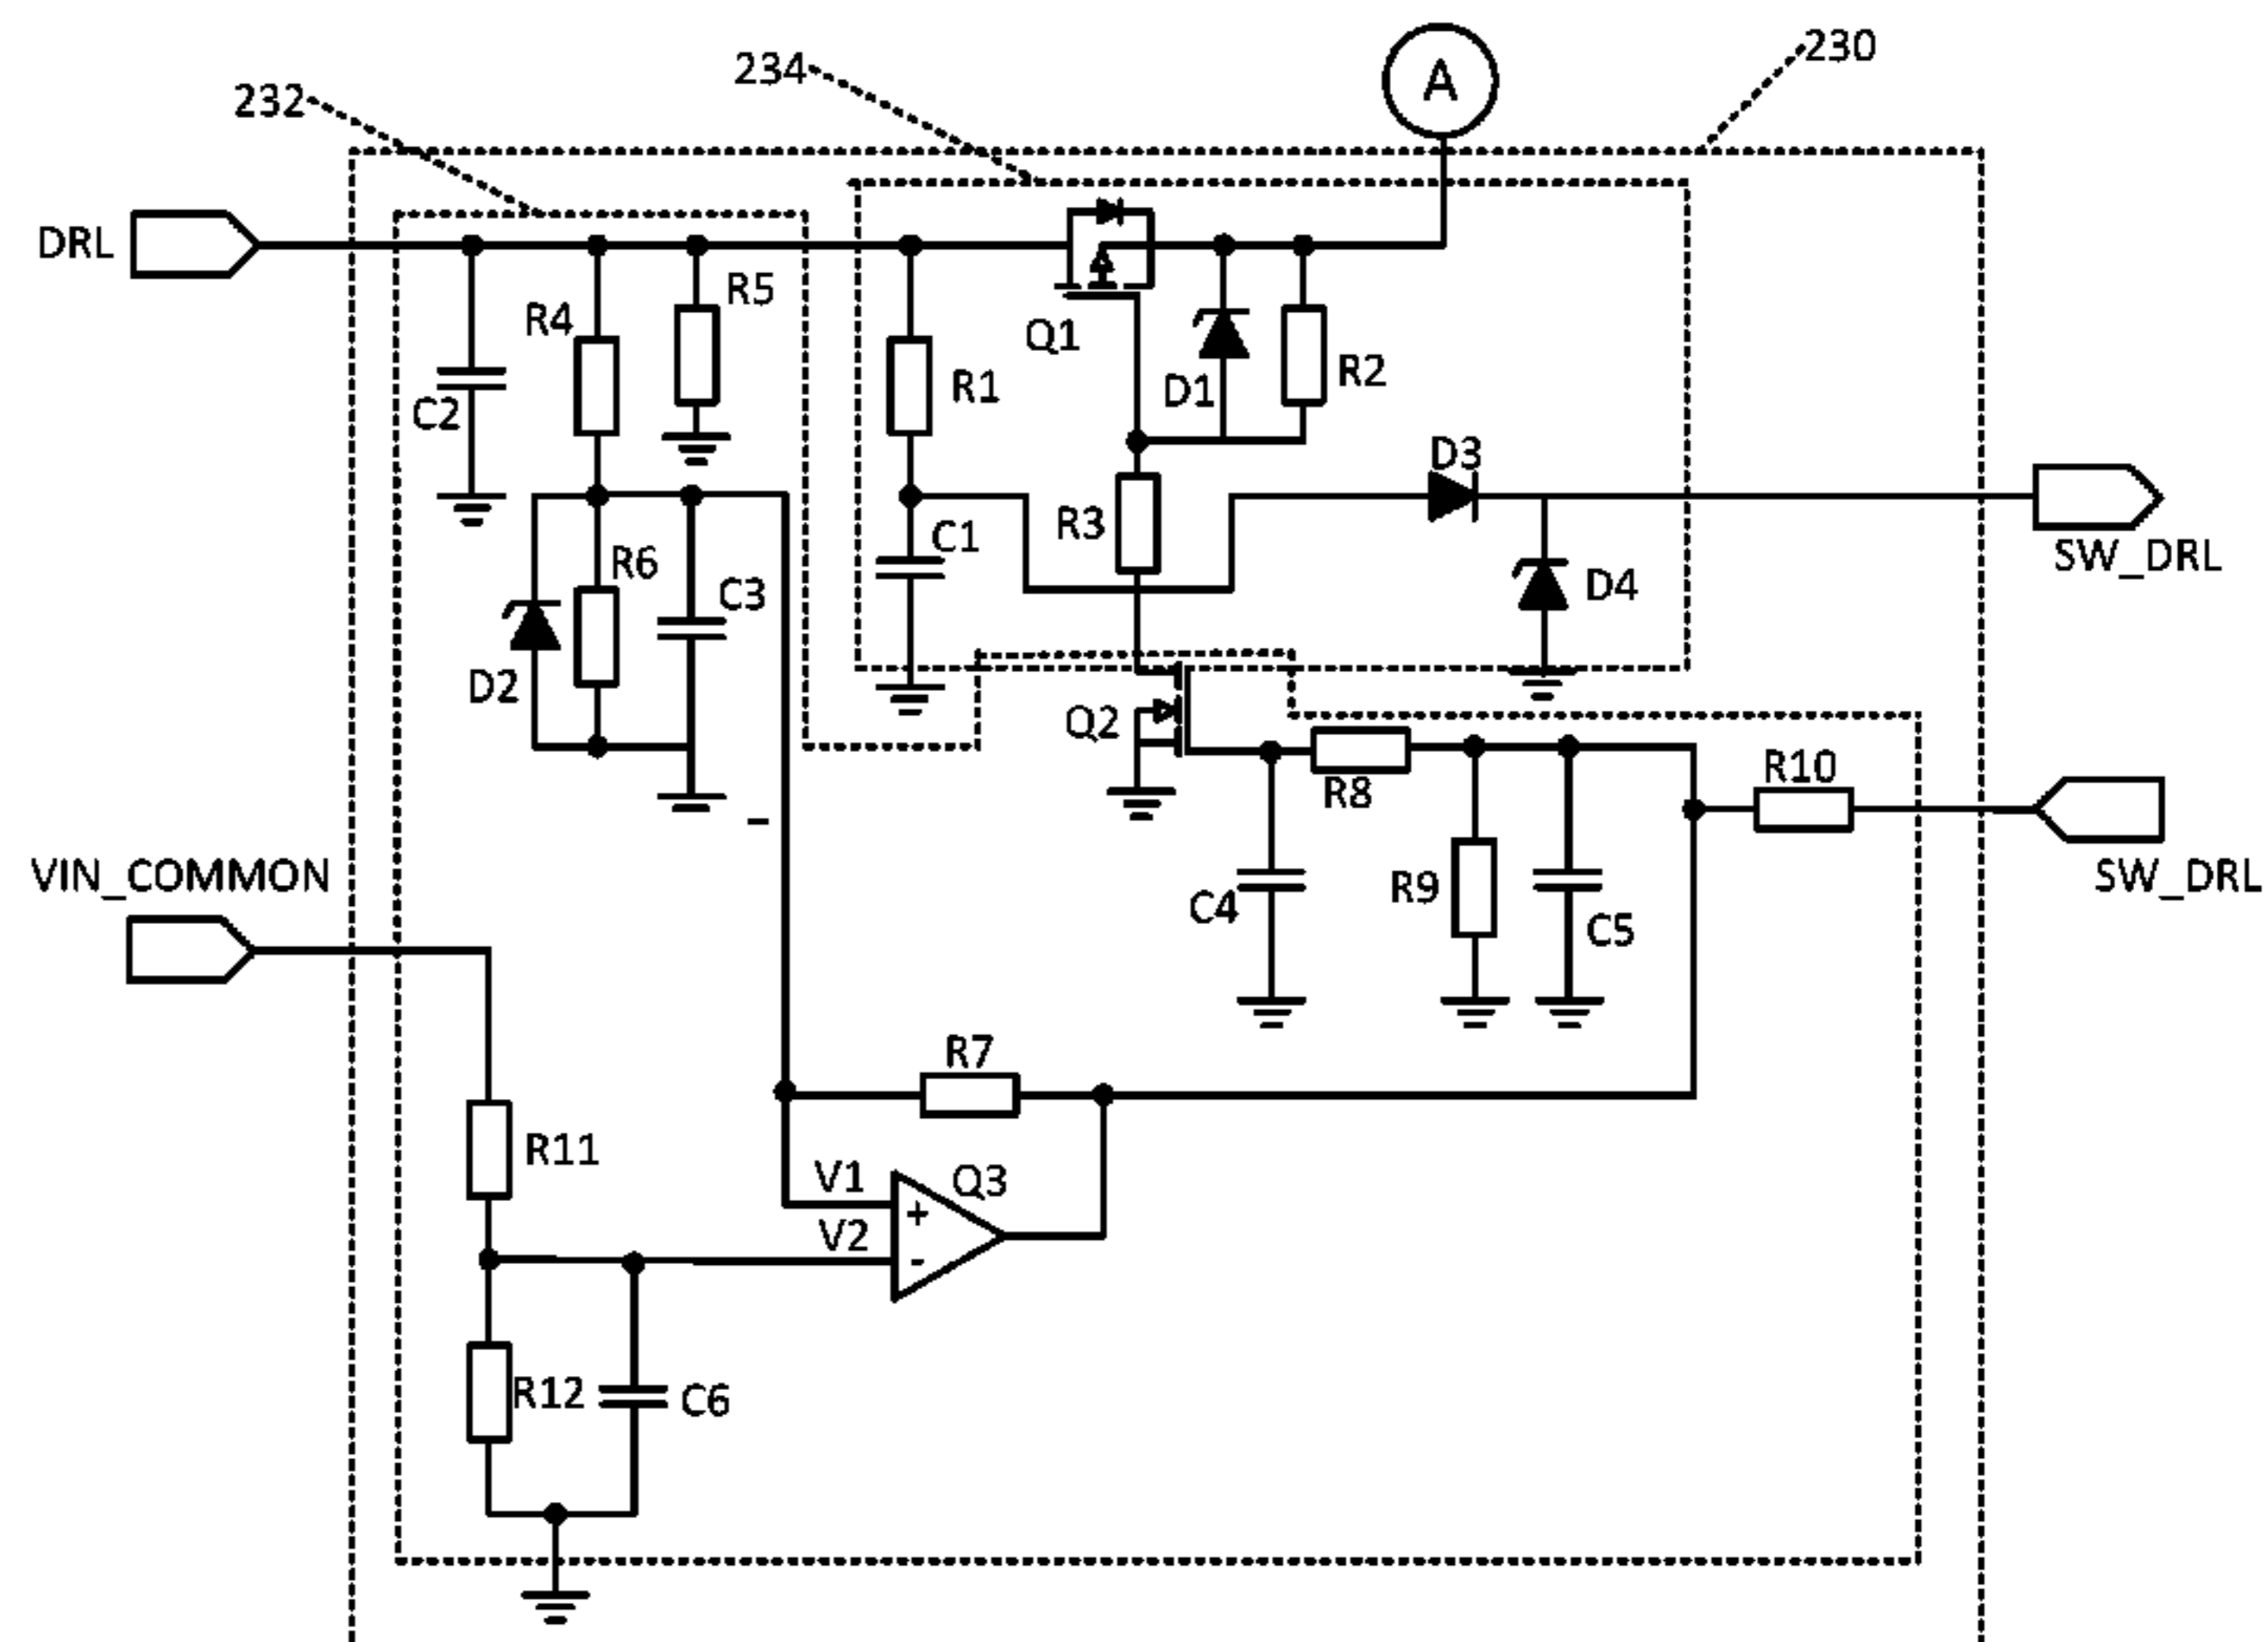 230
234
232
A
DRL
R5
R4
Q1
R1
D1
R2
C2
D3
R3
C1
SW_DRL
R6
C3
D4
D2
Q2
R10
R8
-
VIN_COMMON
SW_DRL
C4
R9
C5
R7
R11
V1
Q3
+
V2
-
R12
C6